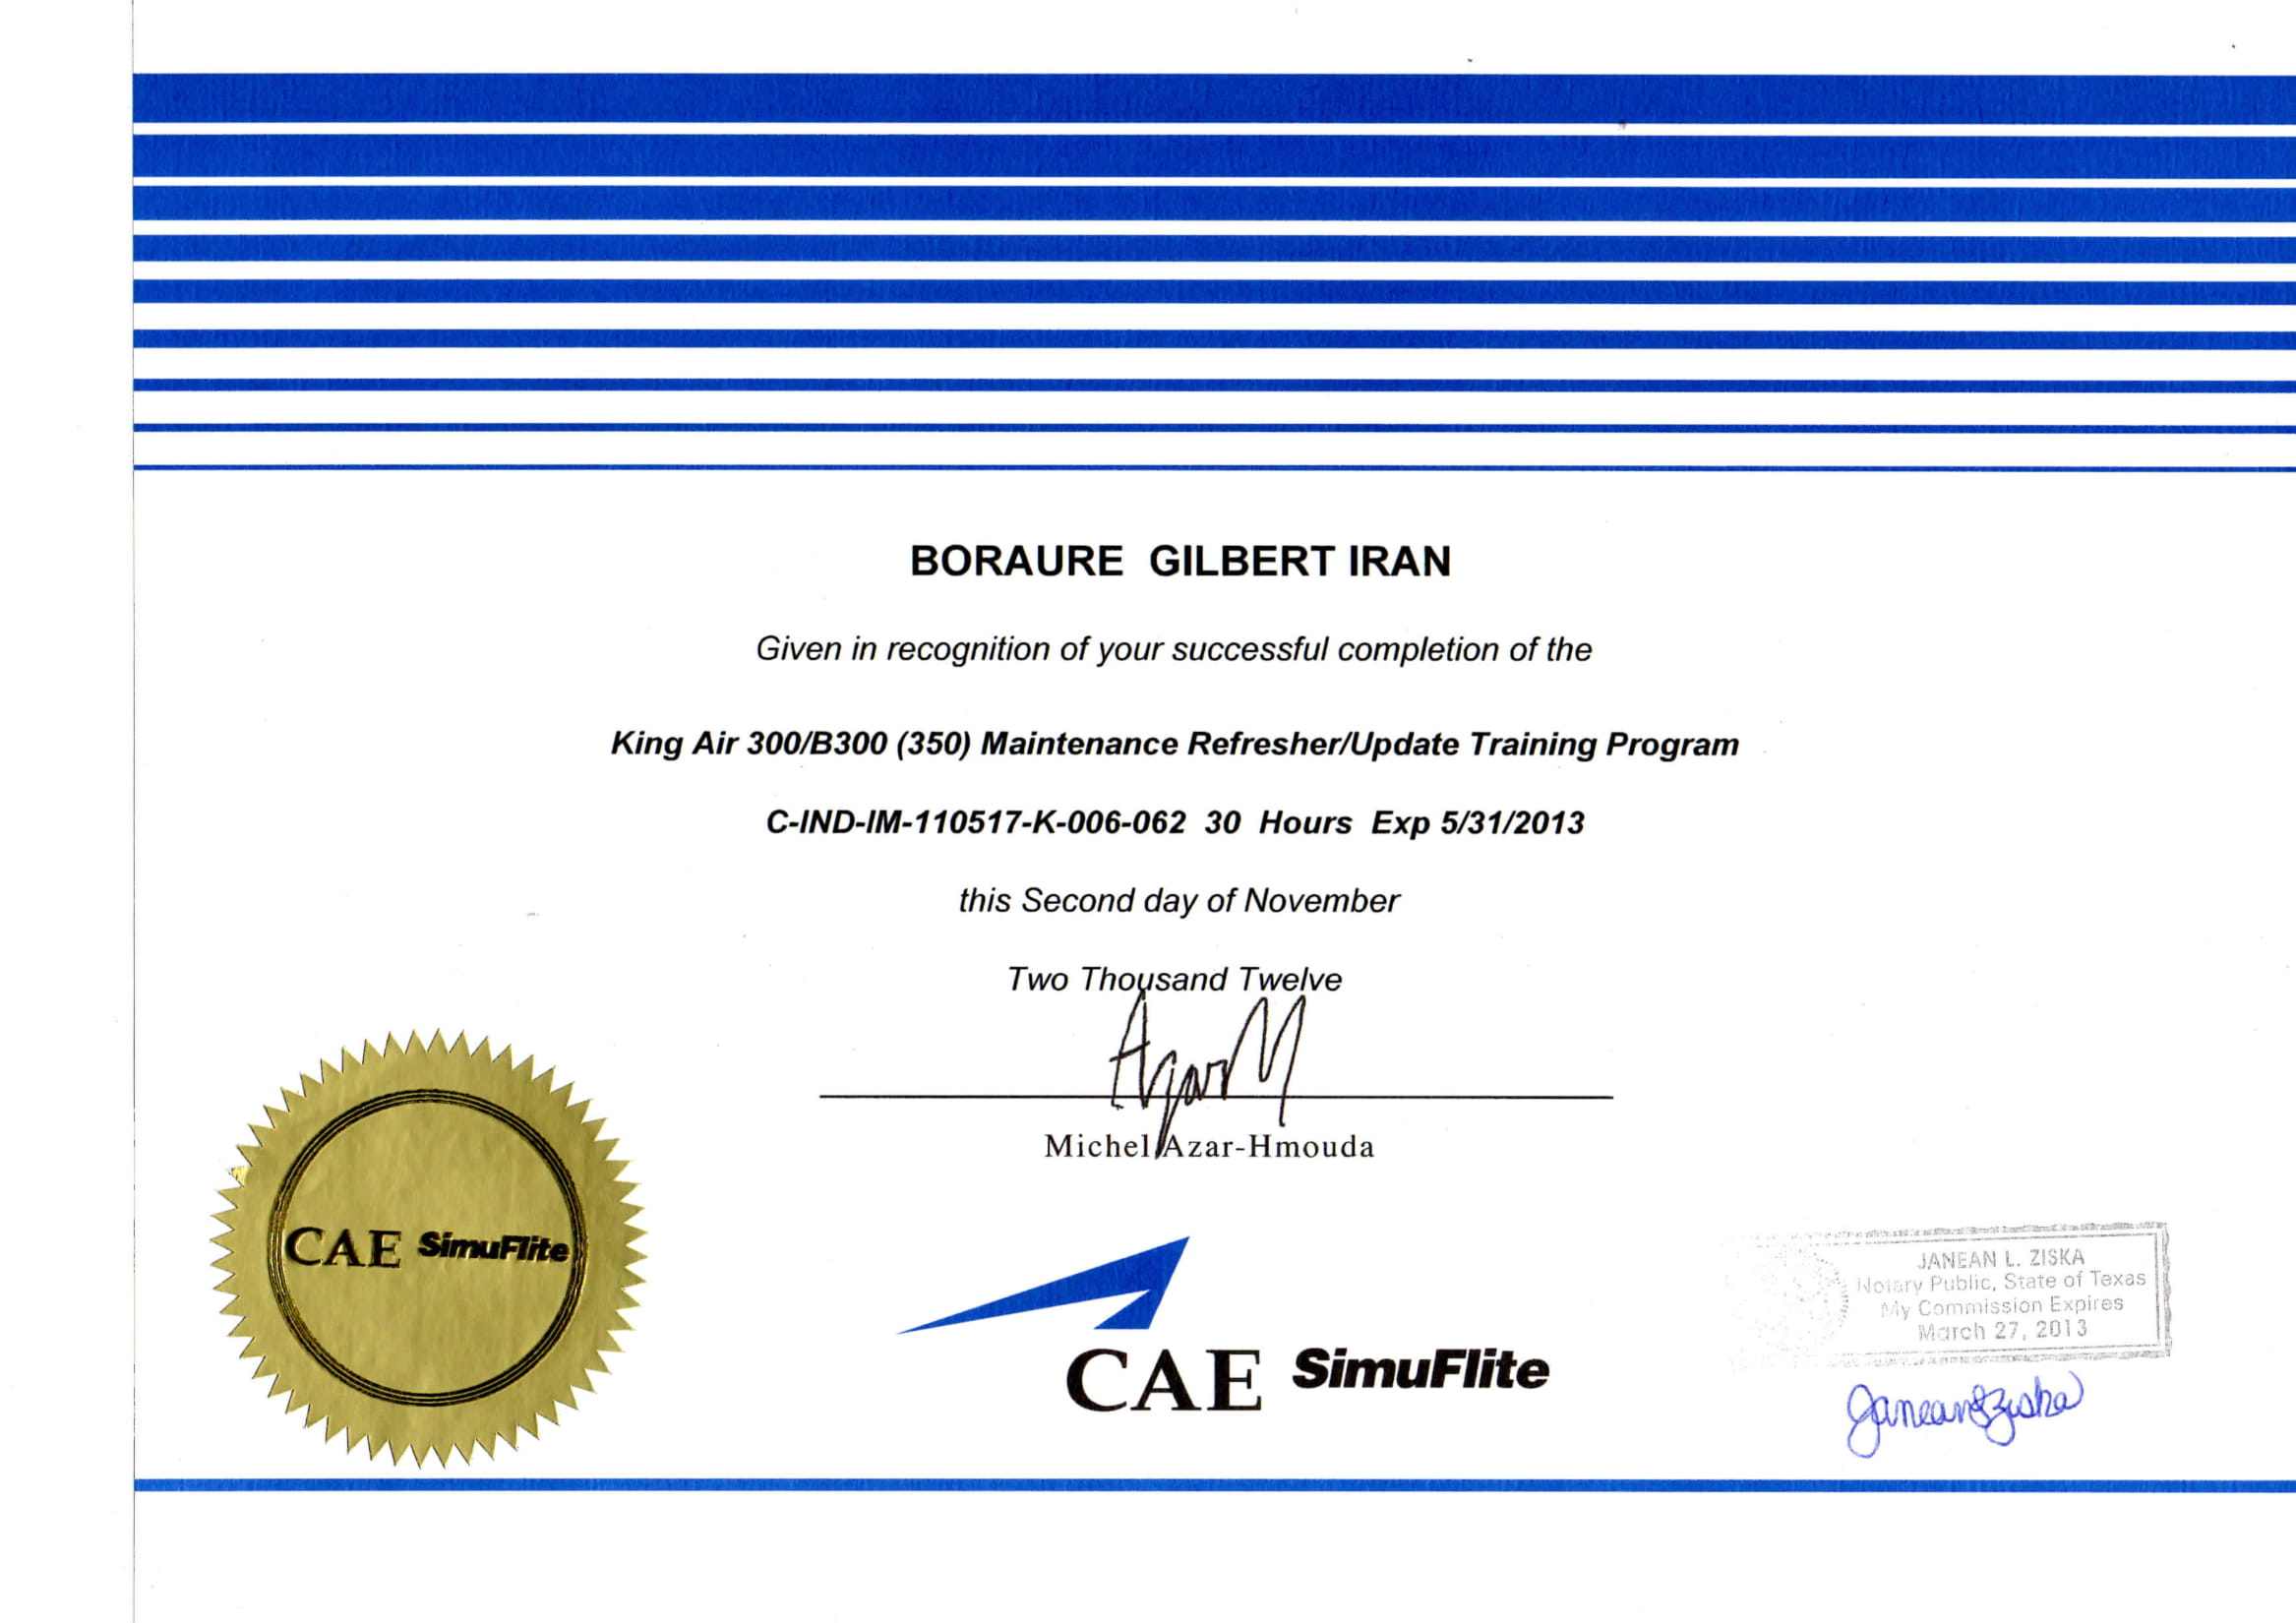 BORAURE GILBERT IRAN
Given in recognition of your successful completion of the
King Air 300/B300 (350) Maintenance Refresher/Update Training Program
C-IND-IM-110517-K-006-062 30 Hours Exp 5/31/2013
this Second day of November
Two Thousand Twelve
Azar M
Michel Azar-Hmouda
CAE SimuFlite
CAE SimuFlite
JANEAN L. ZISKA
Notary Public, State of Texas
My Commission Expires
March 27, 2013
Janean L Ziska